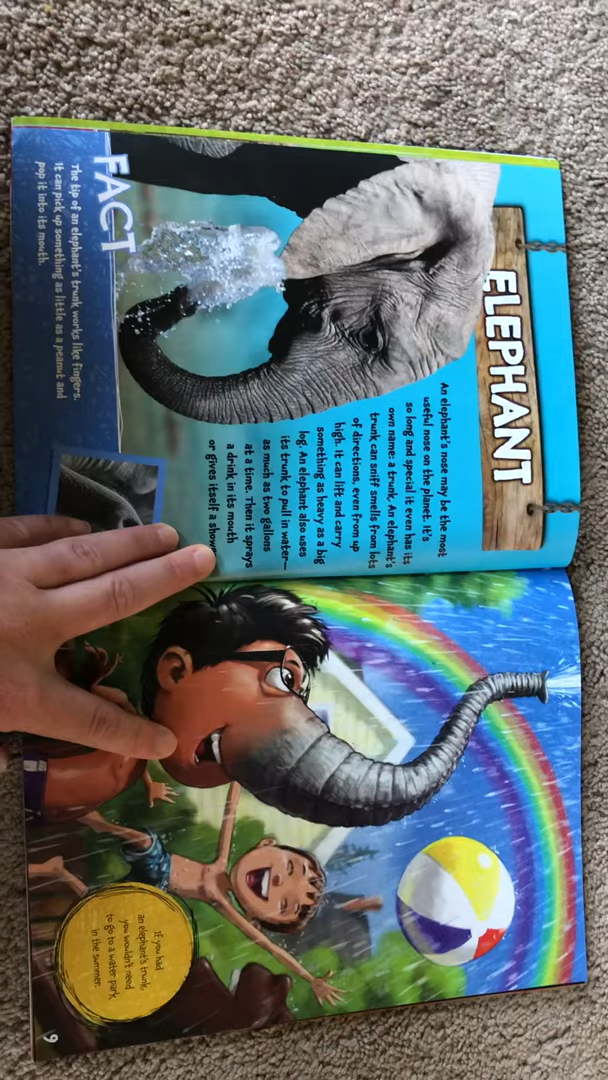 ELEPHANT
An elephant's nose may be the most
useful nose on the planet. It's
so long and special it even has its
own name: a trunk. An elephant's
trunk can sniff smells from lots
of directions, even from up
high. It can lift and carry
something as heavy as a big
log. An elephant also uses
its trunk to pull in water—
as much as two gallons
at a time. Then it sprays
a drink in its mouth
or gives itself a
FACT
The tip of an elephant's trunk works like fingers.
It can pick up something as little as a peanut and
pop it into its mouth.
If you had
an elephant's trunk,
you wouldn't need
to go to a water park
in the summer.
9